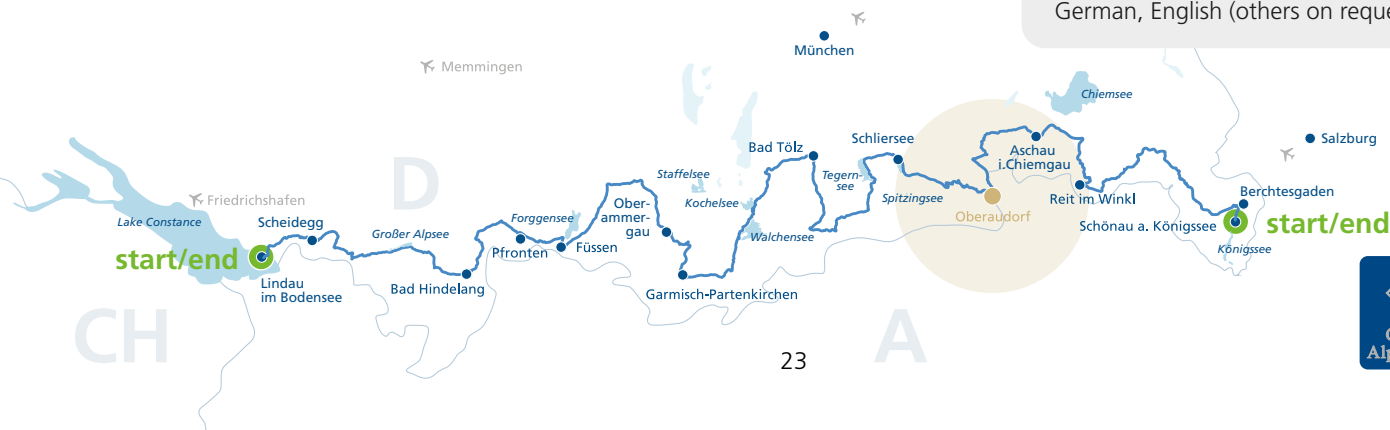 German, English (others on reque
München
Memmingen
Chiemsee
Salzburg
Schliersee
Bad Tölz
Aschau
i.Chiemgau
D
Staffelsee
Tegern-
see
Kochelsee
Spitzingsee
Oberaudorf
Reit im Winkl
Berchtesgaden
Friedrichshafen
Ober-
ammer-
gau
Lake Constance
Scheidegg
Großer Alpsee
Forggensee
Walchensee
Schönau a. Königssee
start/end
Königssee
Pfronten
Füssen
start/end
Lindau
im Bodensee
Bad Hindelang
Garmisch-Partenkirchen
CH
A
23